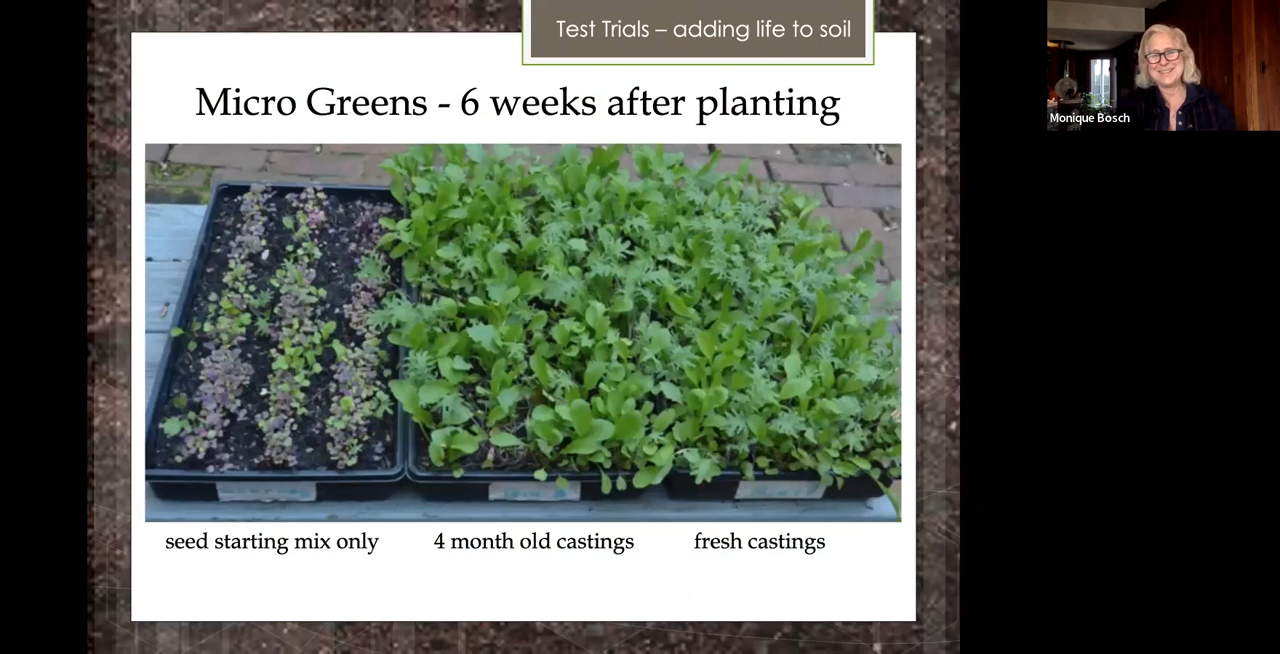 Test Trials – adding life to soil
Micro Greens - 6 weeks after planting
seed starting mix only
4 month old castings
fresh castings
Monique Bosch